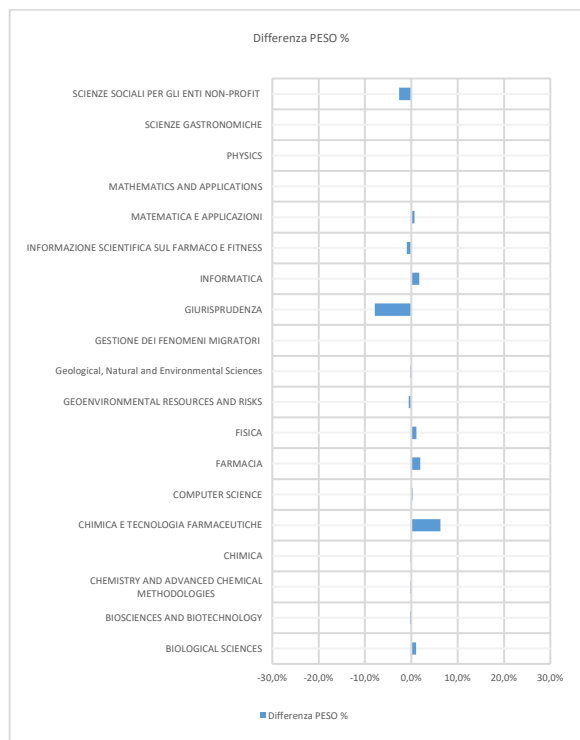 Differenza PESO %
SCIENZE SOCIALI PER GLI ENTI NON-PROFIT
SCIENZE GASTRONOMICHE
PHYSICS
MATHEMATICS AND APPLICATIONS
MATEMATICA E APPLICAZIONI
INFORMAZIONE SCIENTIFICA SUL FARMACO E FITNESS
INFORMATICA
GIURISPRUDENZA
GESTIONE DEI FENOMENI MIGRATORI
Geological, Natural and Environmental Sciences
GEOENVIRONMENTAL RESOURCES AND RISKS
FISICA
FARMACIA
COMPUTER SCIENCE
CHIMICA E TECNOLOGIA FARMACEUTICHE
CHIMICA
CHEMISTRY AND ADVANCED CHEMICAL
METHODOLOGIES
BIOSCIENCES AND BIOTECHNOLOGY
BIOLOGICAL SCIENCES
-30,0% -20,0% -10,0% 0,0% 10,0% 20,0% 30,0%
Differenza PESO %